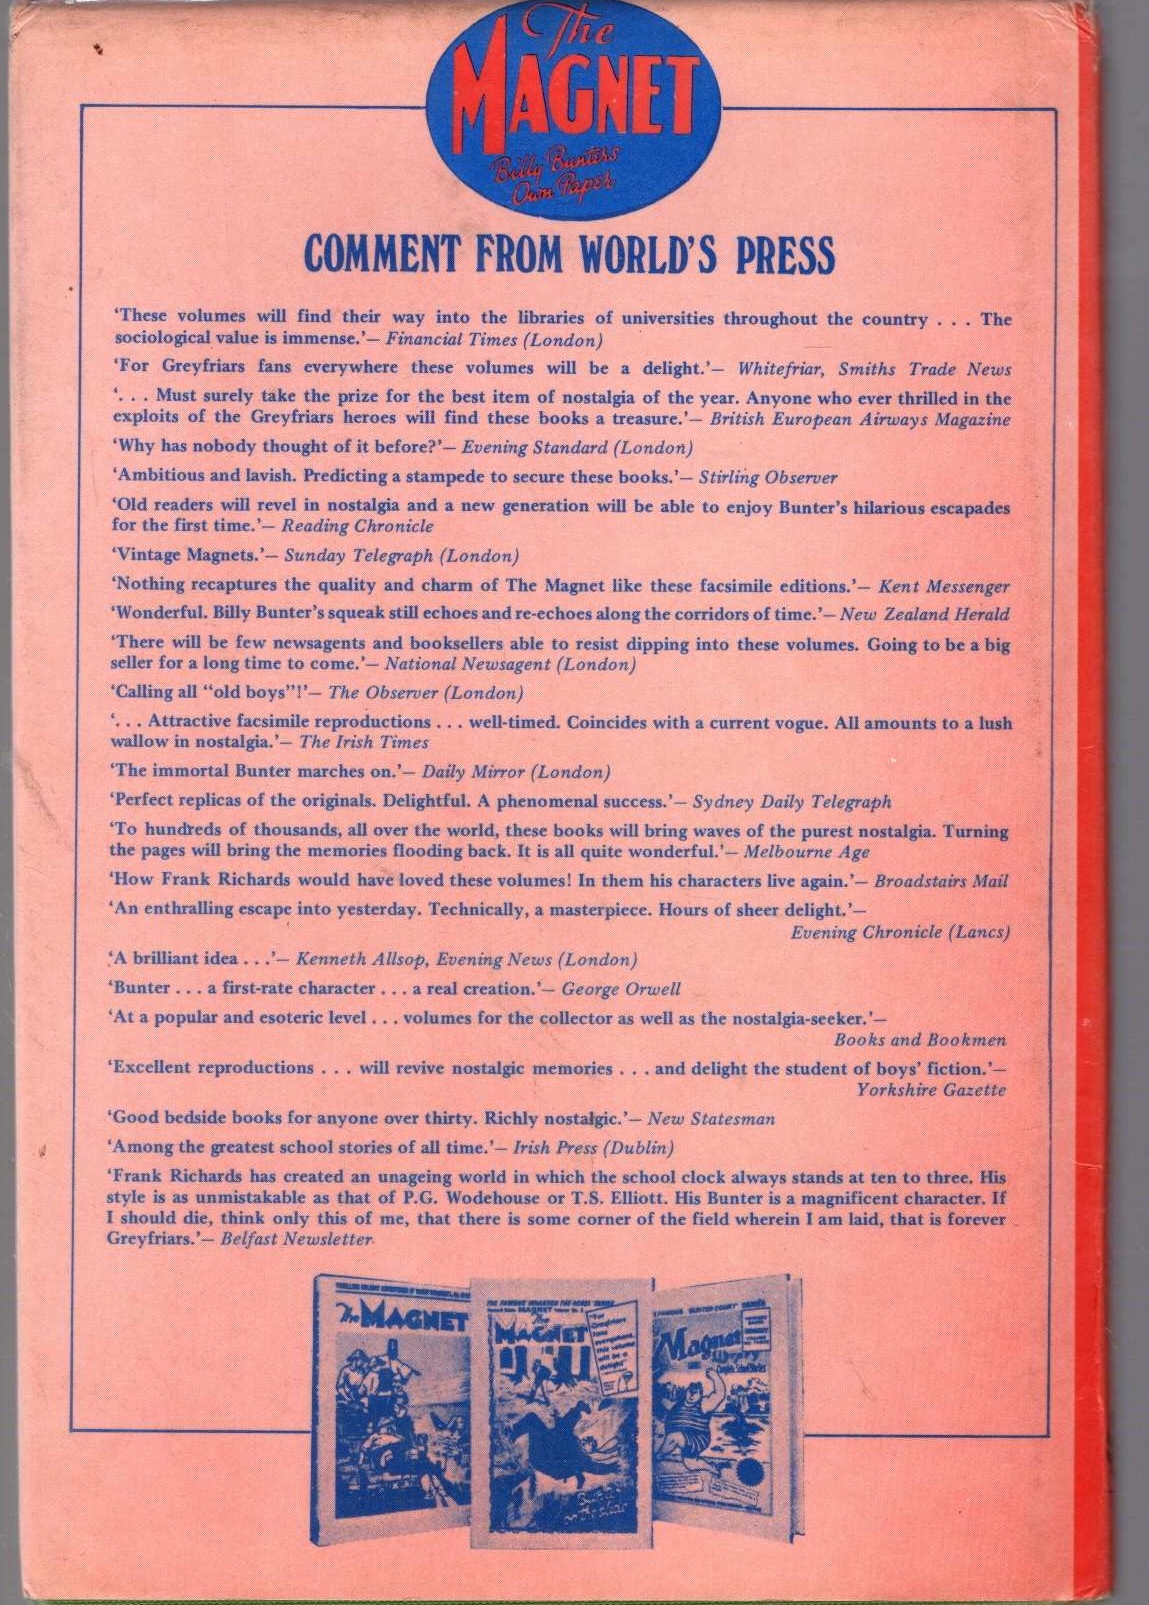 The
MAGNET
Billy Bunters
Own Paper
COMMENT FROM WORLD'S PRESS
‘These volumes will find their way into the libraries of universities throughout the country . . . The
sociological value is immense.’— Financial Times (London)
‘For Greyfriars fans everywhere these volumes will be a delight.’— Whitefriar, Smiths Trade News
‘. . . Must surely take the prize for the best item of nostalgia of the year. Anyone who ever thrilled in the
exploits of the Greyfriars heroes will find these books a treasure.’— British European Airways Magazine
‘Why has nobody thought of it before?’— Evening Standard (London)
‘Ambitious and lavish. Predicting a stampede to secure these books.’— Stirling Observer
‘Old readers will revel in nostalgia and a new generation will be able to enjoy Bunter’s hilarious escapades
for the first time.’— Reading Chronicle
‘Vintage Magnets.’— Sunday Telegraph (London)
‘Nothing recaptures the quality and charm of The Magnet like these facsimile editions.’— Kent Messenger
‘Wonderful. Billy Bunter’s squeak still echoes and re-echoes along the corridors of time.’— New Zealand Herald
‘There will be few newsagents and booksellers able to resist dipping into these volumes. Going to be a big
seller for a long time to come.’— National Newsagent (London)
‘Calling all “old boys”!’— The Observer (London)
‘. . . Attractive facsimile reproductions . . . well-timed. Coincides with a current vogue. All amounts to a lush
wallow in nostalgia.’— The Irish Times
‘The immortal Bunter marches on.’— Daily Mirror (London)
‘Perfect replicas of the originals. Delightful. A phenomenal success.’— Sydney Daily Telegraph
‘To hundreds of thousands, all over the world, these books will bring waves of the purest nostalgia. Turning
the pages will bring the memories flooding back. It is all quite wonderful.’— Melbourne Age
‘How Frank Richards would have loved these volumes! In them his characters live again.’— Broadstairs Mail
‘An enthralling escape into yesterday. Technically, a masterpiece. Hours of sheer delight.’—
Evening Chronicle (Lancs)
‘A brilliant idea . . .’— Kenneth Allsop, Evening News (London)
‘Bunter . . . a first-rate character . . . a real creation.’— George Orwell
‘At a popular and esoteric level . . . volumes for the collector as well as the nostalgia-seeker.’—
Books and Bookmen
‘Excellent reproductions . . . will revive nostalgic memories . . . and delight the student of boys’ fiction.’—
Yorkshire Gazette
‘Good bedside books for anyone over thirty. Richly nostalgic.’— New Statesman
‘Among the greatest school stories of all time.’— Irish Press (Dublin)
‘Frank Richards has created an unageing world in which the school clock always stands at ten to three. His
style is as unmistakable as that of P.G. Wodehouse or T.S. Elliott. His Bunter is a magnificent character. If
I should die, think only this of me, that there is some corner of the field wherein I am laid, that is forever
Greyfriars.’— Belfast Newsletter
The MAGNET
The
MAGNET
"For
Greyfriars
fans
everywhere
this volume
will be a
delight"
Magnet
Library
Complete School Stories